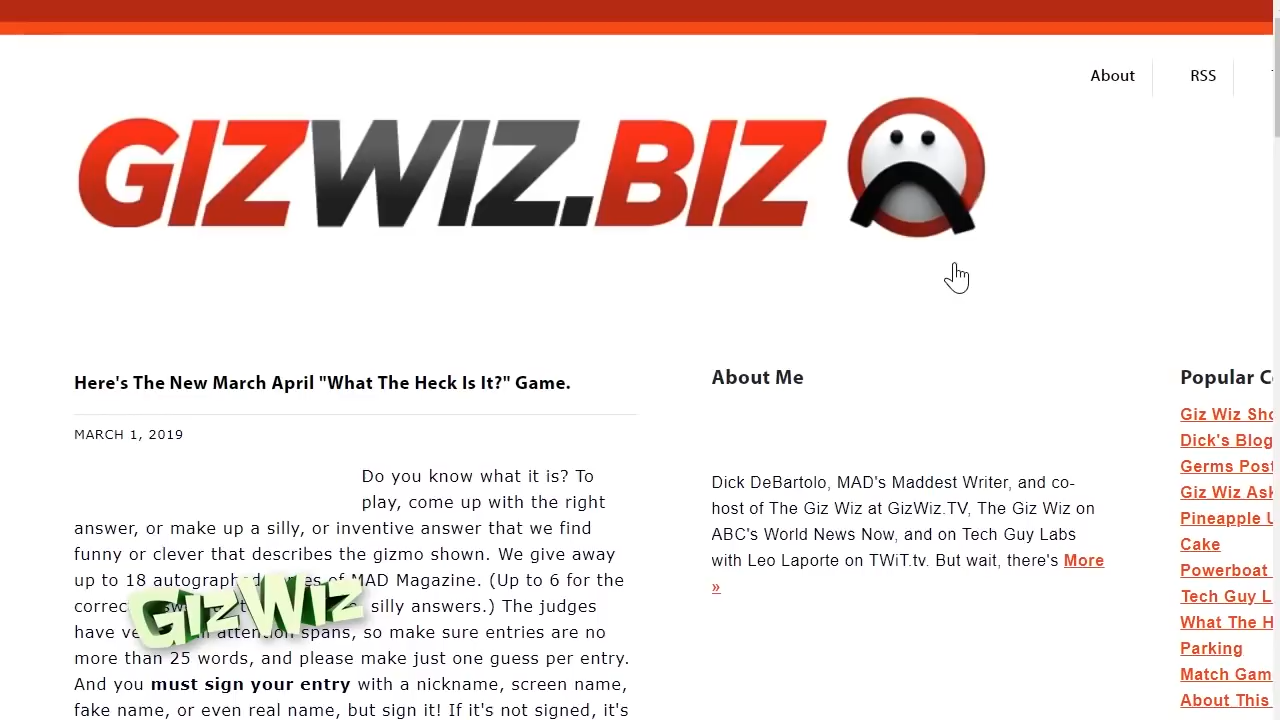 About
RSS
GIZWIZ.BIZ
Here's The New March April "What The Heck Is It?" Game.
MARCH 1, 2019
Do you know what it is? To
play, come up with the right
answer, or make up a silly, or inventive answer that we find
funny or clever that describes the gizmo shown. We give away
up to 18 autographed of MAD Magazine. (Up to 6 for the
silly answers.) The judges
have attention spans, so make sure entries are no
more than 25 words, and please make just one guess per entry.
And you must sign your entry with a nickname, screen name,
fake name, or even real name, but sign it! If it's not signed, it's
GizWiz
About Me
Dick DeBartolo, MAD's Maddest Writer, and co-
host of The Giz Wiz at GizWiz.TV, The Giz Wiz on
ABC's World News Now, and on Tech Guy Labs
with Leo Laporte on TWiT.tv. But wait, there's More
»
Popular
Giz Wiz
Dick's Blog
Germs
Giz Wiz
Pineapple
Cake
Powerboat
Tech Guy
What The
Parking
Match
About This